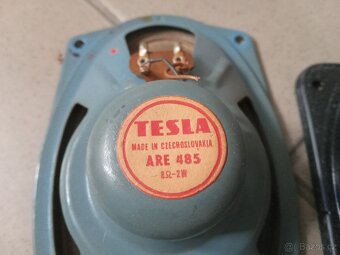 TESLA
MADE IN CZECHOSLOVAKIA
ARE 485
8Ω-2W